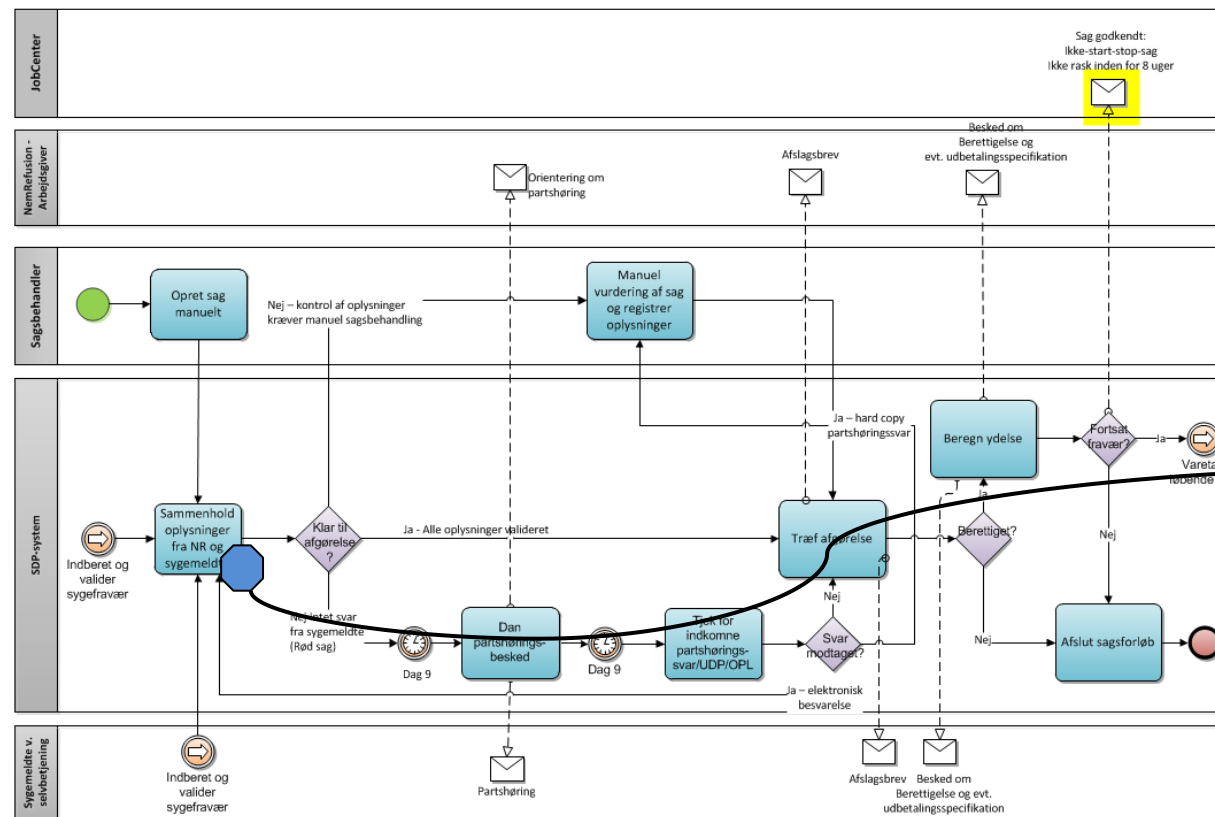 JobCenter
Sag godkendt:
Ikke-start-stop-sag
Ikke rask inden for 8 uger
NemRefusion -
Arbejdsgiver
Orientering om
partshøring
Afslagsbrev
Besked om
Berettigelse og
evt. udbetalingsspecifikation
Sagsbehandler
Opret sag
manuelt
Nej – kontrol af oplysninger
kræver manuel sagsbehandling
Manuel
vurdering af sag
og registrer
oplysninger
SDP-system
Ja – hard copy
partshøringssvar
Beregn ydelse
Fortsat
fravær?
Ja
løbende
Indberet og
valider
sygefravær
Sammenhold
oplysninger
fra NR og
Klar til
afgørelse
?
Ja - Alle oplysninger valideret
Træf afgørelse
Ja
Berettiget?
Nej
Nej intet svar
fra sygemeldte
(Rød sag)
Dag 9
Dan
partshørings-
besked
Dag 9
Tjek for
indkomne
partshørings-
svar/UDP/OPL
Nej
Svar
modtaget?
Nej
Afslut sagsforløb
Ja – elektronisk
besvarelse
Sygemeldte v.
selvbetjening
Indberet og
valider
sygefravær
Partshøring
Afslagsbrev
Besked om
Berettigelse og evt.
udbetalingsspecifikation